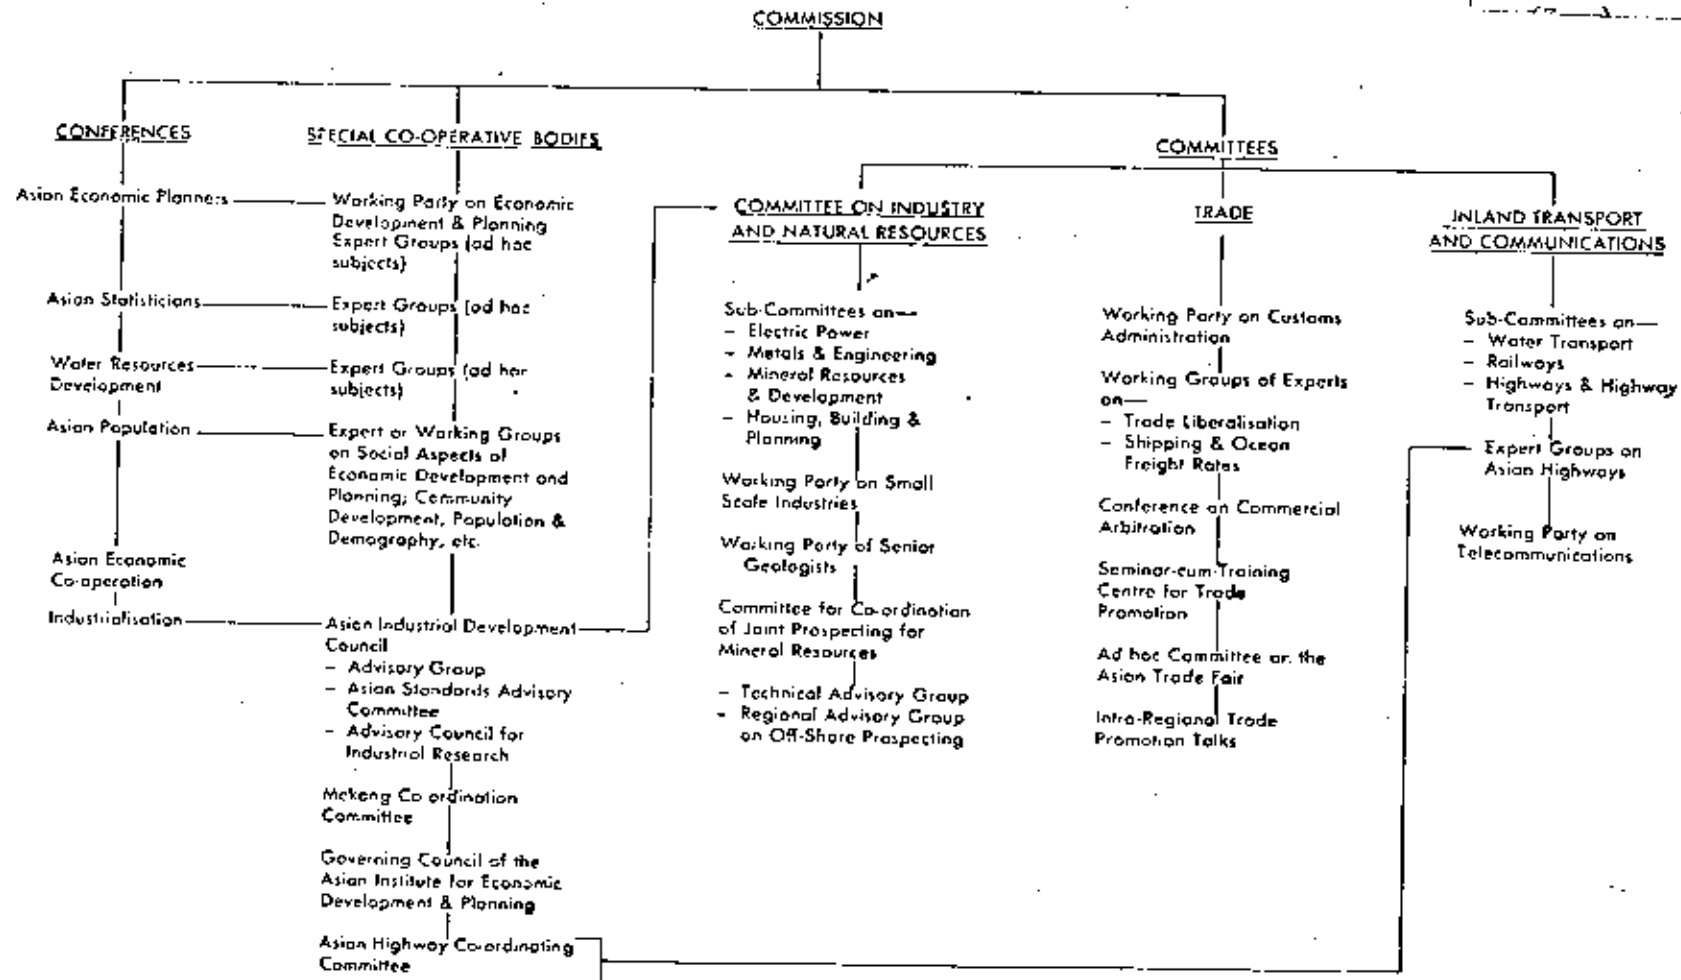 COMMISSION
CONFERENCES
Asian Economic Planners
Asian Statisticians
Water Resources
Development
Asian Population
Asian Economic
Co-operation
Industrialisation
SPECIAL CO-OPERATIVE BODIES
Working Party on Economic
Development & Planning
Expert Groups (ad hoc
subjects)
Expert Groups (ad hoc
subjects)
Expert Groups (ad hoc
subjects)
Expert or Working Groups
on Social Aspects of
Economic Development and
Planning; Community
Development, Population &
Demography, etc.
Asian Industrial Development
Council
– Advisory Group
– Asian Standards Advisory
Committee
– Advisory Council for
Industrial Research
Mekong Co-ordination
Committee
Governing Council of the
Asian Institute for Economic
Development & Planning
Asian Highway Co-ordinating
Committee
COMMITTEES
COMMITTEE ON INDUSTRY
AND NATURAL RESOURCES
Sub-Committees on—
– Electric Power
– Metals & Engineering
– Mineral Resources
& Development
– Housing, Building &
Planning
Working Party on Small
Scale Industries
Working Party of Senior
Geologists
Committee for Co-ordination
of Joint Prospecting for
Mineral Resources
– Technical Advisory Group
– Regional Advisory Group
on Off-Shore Prospecting
TRADE
Working Party on Customs
Administration
Working Groups of Experts
on—
– Trade Liberalisation
– Shipping & Ocean
Freight Rates
Conference on Commercial
Arbitration
Seminar-cum-Training
Centre for Trade
Promotion
Ad hoc Committee on the
Asian Trade Fair
Intra-Regional Trade
Promotion Talks
INLAND TRANSPORT
AND COMMUNICATIONS
Sub-Committees on—
– Water Transport
– Railways
– Highways & Highway
Transport
Expert Groups on
Asian Highways
Working Party on
Telecommunications